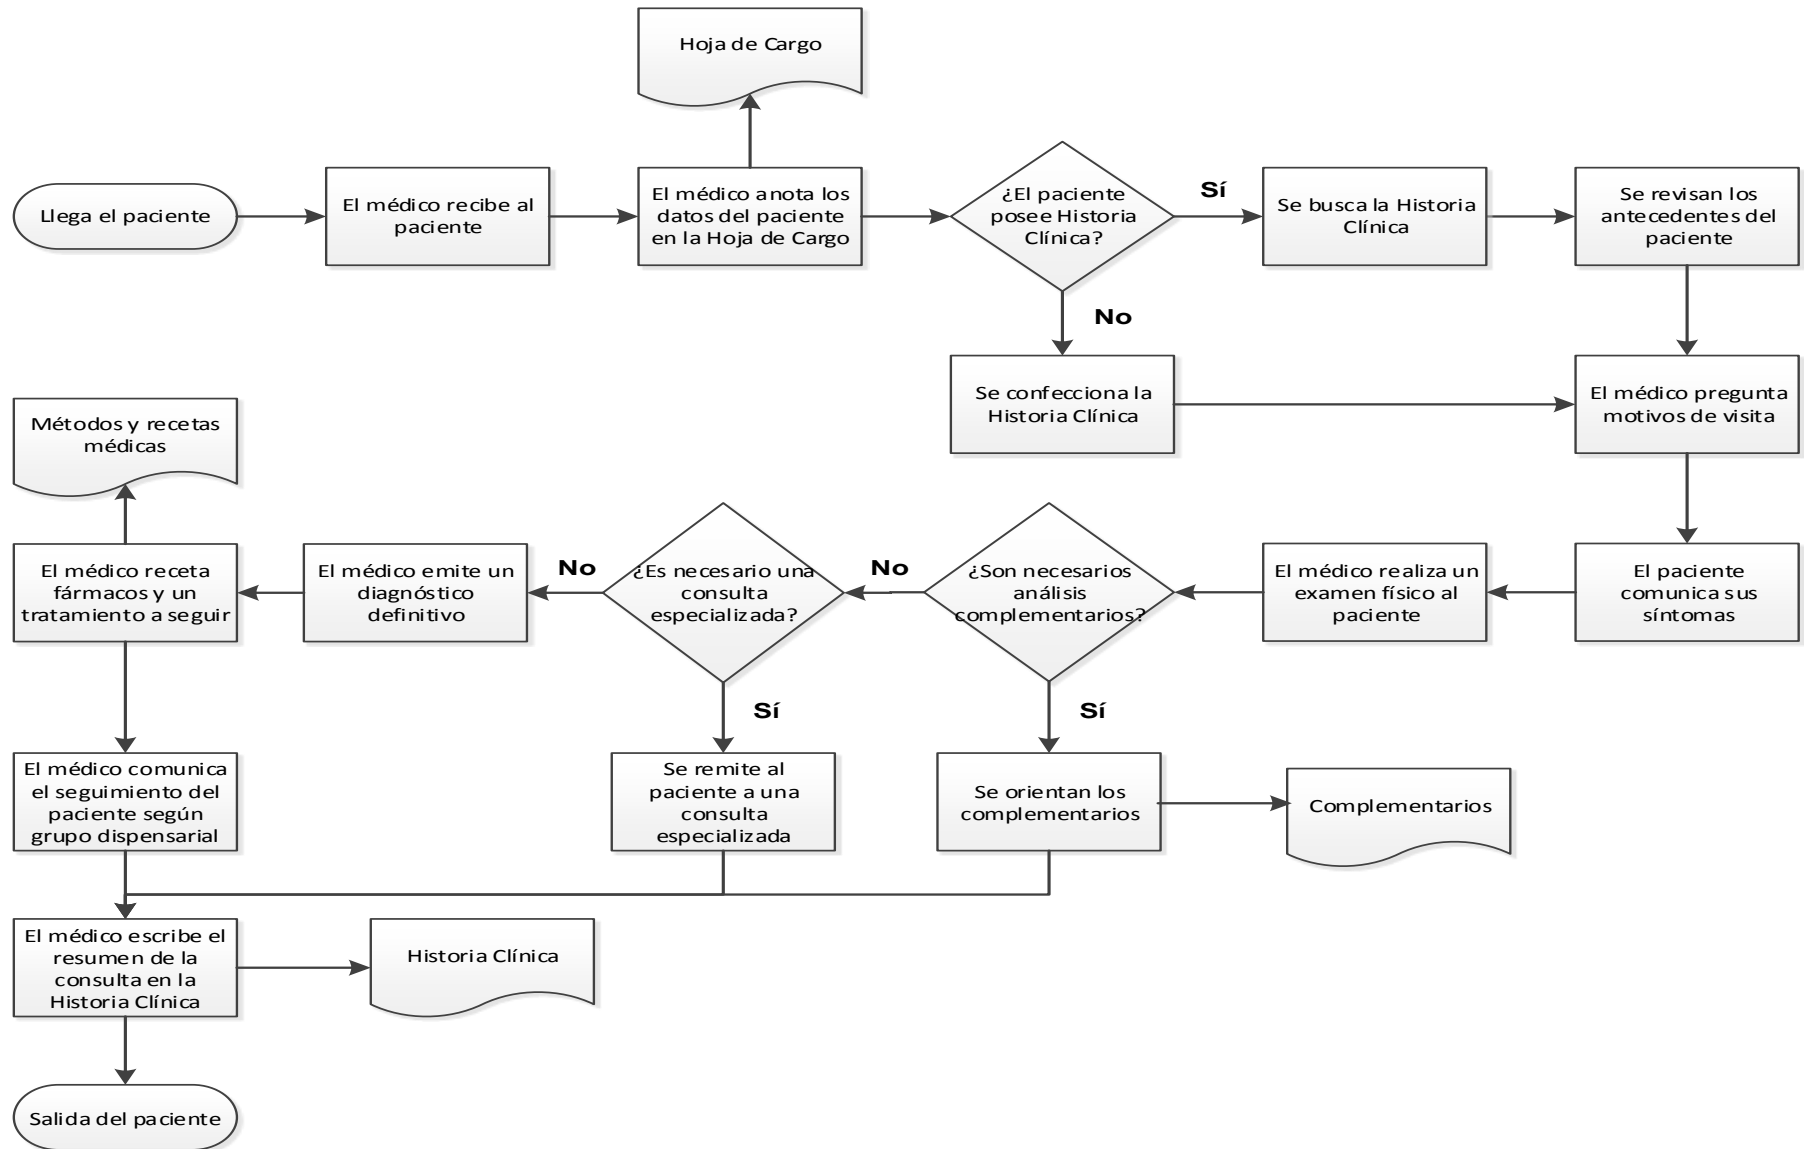 Hoja de Cargo
Llega el paciente
El médico recibe al
paciente
El médico anota los
datos del paciente
en la Hoja de Cargo
¿El paciente
posee Historia
Clínica?
Sí
Se busca la Historia
Clínica
Se revisan los
antecedentes del
paciente
No
Se confecciona la
Historia Clínica
El médico pregunta
motivos de visita
Métodos y recetas
médicas
El médico receta
fármacos y un
tratamiento a seguir
El médico emite un
diagnóstico
definitivo
No
¿Es necesario una
consulta
especializada?
No
¿Son necesarios
análisis
complementarios?
El médico realiza un
examen físico al
paciente
El paciente
comunica sus
síntomas
Sí
Sí
El médico comunica
el seguimiento del
paciente según
grupo dispensarial
Se remite al
paciente a una
consulta
especializada
Se orientan los
complementarios
Complementarios
El médico escribe el
resumen de la
consulta en la
Historia Clínica
Historia Clínica
Salida del paciente